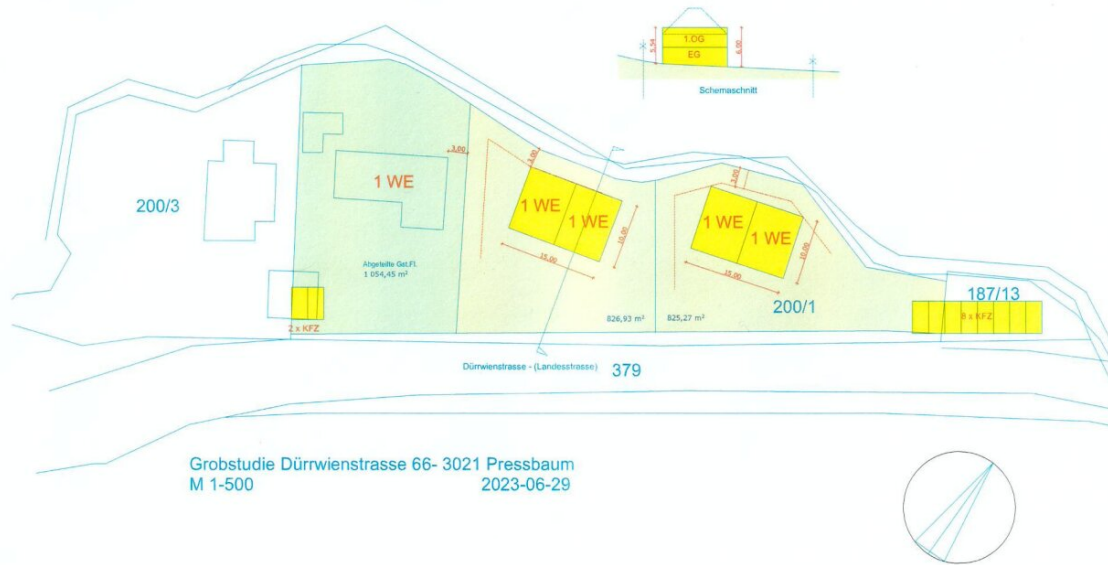 5,54
1.OG
EG
6,00
Schemaschnitt
200/3
3,00
1 WE
Abgeteilte Gst.Fl.
1 054,45 m²
2 x KFZ
3,00
1 WE
1 WE
10,00
15,00
826,93 m²
3,00
1 WE
1 WE
10,00
15,00
825,27 m²
200/1
187/13
8 x KFZ
Dürrwienstrasse - (Landesstrasse)
379
Grobstudie Dürrwienstrasse 66- 3021 Pressbaum
M 1-500 2023-06-29